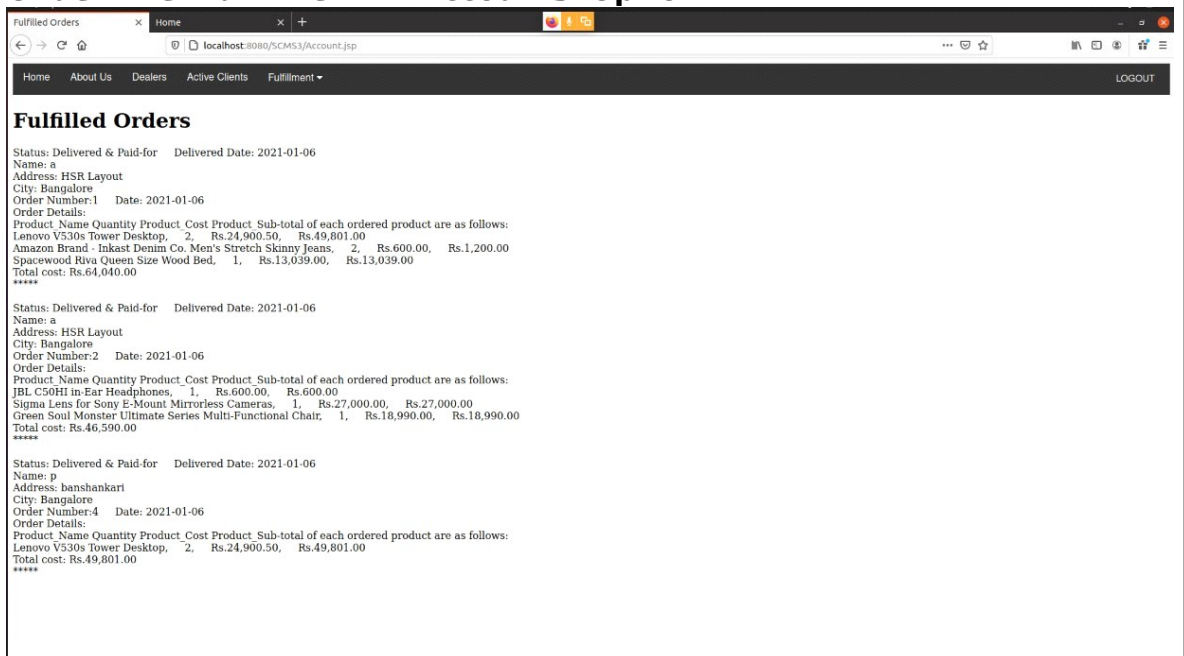 Fulfilled Orders
Home
localhost:8080/SCMS3/Account.jsp
Home About Us Dealers Active Clients Fulfillment LOGOUT
Fulfilled Orders
Status: Delivered & Paid-for Delivered Date: 2021-01-06
Name: a
Address: HSR Layout
City: Bangalore
Order Number:1 Date: 2021-01-06
Order Details:
Product_Name Quantity Product_Cost Product_Sub-total of each ordered product are as follows:
Lenovo V530s Tower Desktop, 2, Rs.24,900.50, Rs.49,801.00
Amazon Brand - Inkast Denim Co. Men's Stretch Skinny Jeans, 2, Rs.600.00, Rs.1,200.00
Spacewood Riva Queen Size Wood Bed, 1, Rs.13,039.00, Rs.13,039.00
Total cost: Rs.64,040.00
*****
Status: Delivered & Paid-for Delivered Date: 2021-01-06
Name: a
Address: HSR Layout
City: Bangalore
Order Number:2 Date: 2021-01-06
Order Details:
Product_Name Quantity Product_Cost Product_Sub-total of each ordered product are as follows:
JBL C50HI in-Ear Headphones, 1, Rs.600.00, Rs.600.00
Sigma Lens for Sony E-Mount Mirrorless Cameras, 1, Rs.27,000.00, Rs.27,000.00
Green Soul Monster Ultimate Series Multi-Functional Chair, 1, Rs.18,990.00, Rs.18,990.00
Total cost: Rs.46,590.00
*****
Status: Delivered & Paid-for Delivered Date: 2021-01-06
Name: p
Address: banshankari
City: Bangalore
Order Number:4 Date: 2021-01-06
Order Details:
Product_Name Quantity Product_Cost Product_Sub-total of each ordered product are as follows:
Lenovo V530s Tower Desktop, 2, Rs.24,900.50, Rs.49,801.00
Total cost: Rs.49,801.00
*****